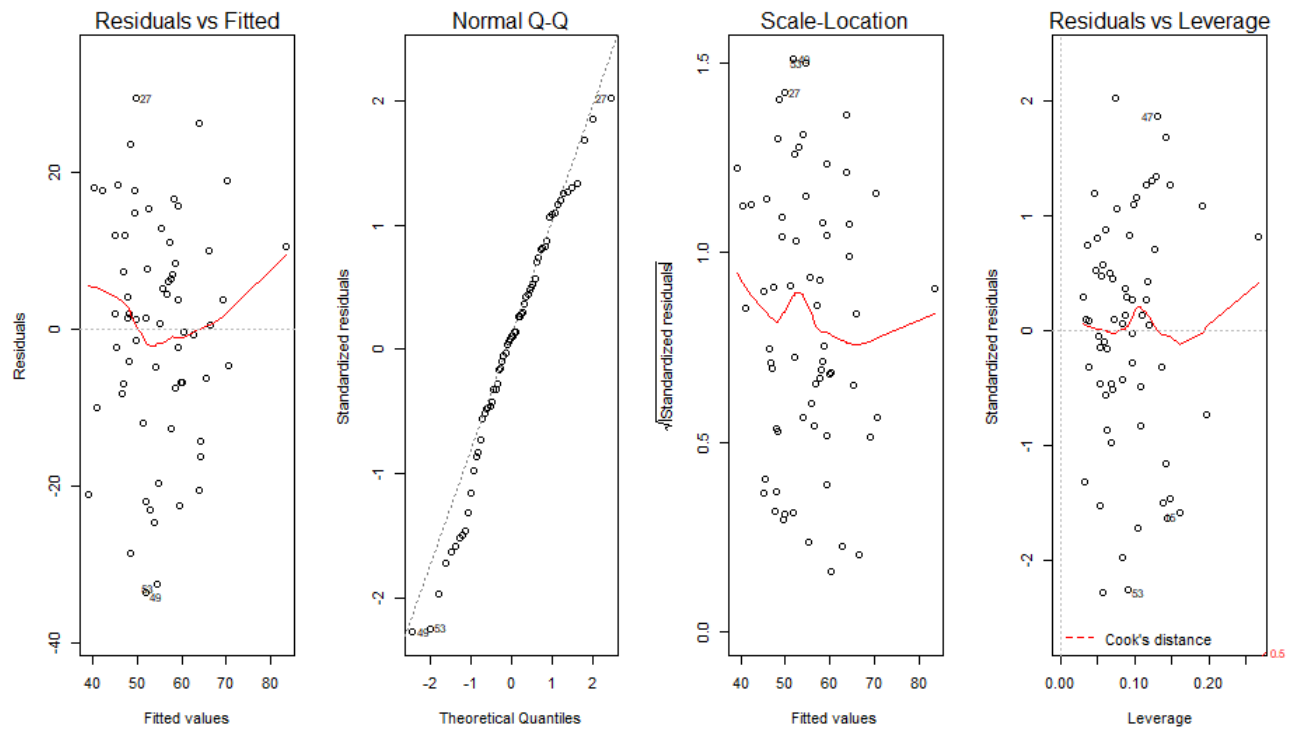 Residuals vs Fitted
Residuals
20
0
-20
-40
27
53
49
40 50 60 70 80
Fitted values
Normal Q-Q
Standardized residuals
2
1
0
-1
-2
27
49
53
-2 -1 0 1 2
Theoretical Quantiles
Scale-Location
√|Standardized residuals|
1.5
1.0
0.5
0.0
49
53
27
40 50 60 70 80
Fitted values
Residuals vs Leverage
Standardized residuals
2
1
0
-1
-2
47
53
Cook's distance
0.5
0.00 0.10 0.20
Leverage